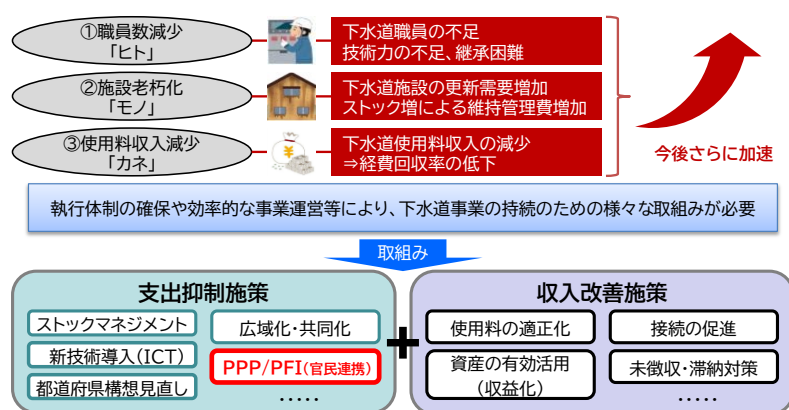 ①職員数減少
「ヒト」
下水道職員の不足
技術力の不足、継承困難
②施設老朽化
「モノ」
下水道施設の更新需要増加
ストック増による維持管理費増加
③使用料収入減少
「カネ」
¥
下水道使用料収入の減少
⇒経費回収率の低下
今後さらに加速
執行体制の確保や効率的な事業運営等により、下水道事業の持続のための様々な取組みが必要
取組み
支出抑制施策
ストックマネジメント
広域化・共同化
新技術導入(ICT)
PPP/PFI(官民連携)
都道府県構想見直し
・・・・・
+
収入改善施策
使用料の適正化
接続の促進
資産の有効活用
(収益化)
未徴収・滞納対策
・・・・・